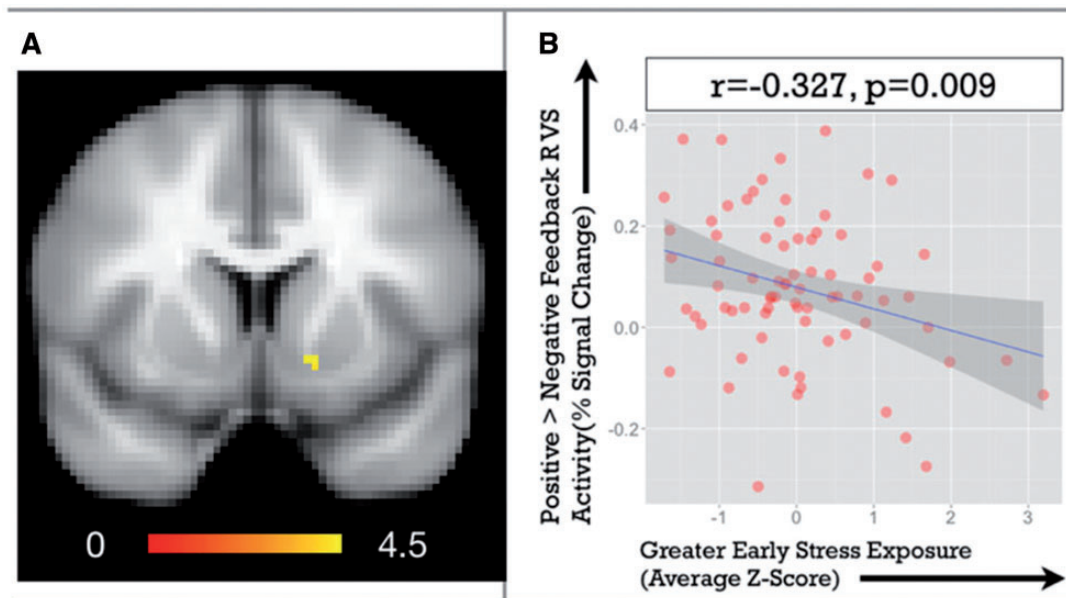 A
0
4.5
B
r=-0.327, p=0.009
Positive > Negative Feedback R VS
Activity(% Signal Change)
0.4
0.2
0.0
-0.2
-1
0
1
2
3
Greater Early Stress Exposure
(Average Z-Score)